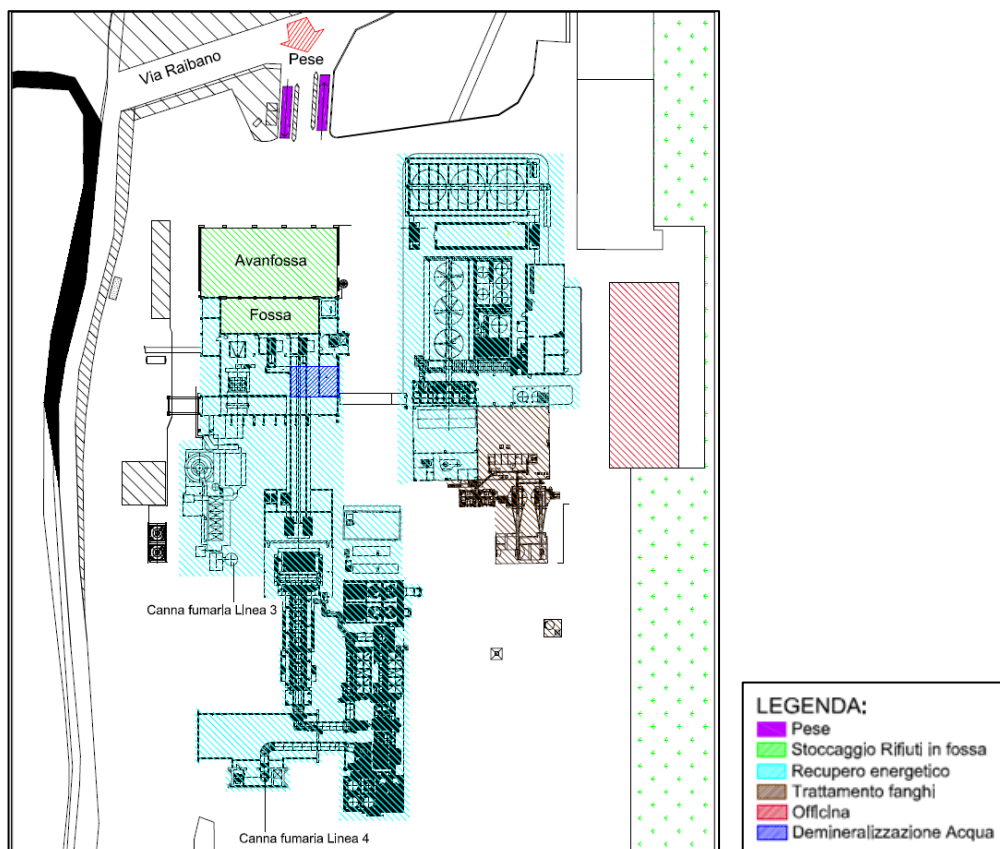 Via Raibano
Pese
Avanfossa
Fossa
Canna fumaria Linea 3
Canna fumaria Linea 4
LEGENDA:
Pese
Stoccaggio Rifiuti in fossa
Recupero energetico
Trattamento fanghi
Officina
Demineralizzazione Acqua